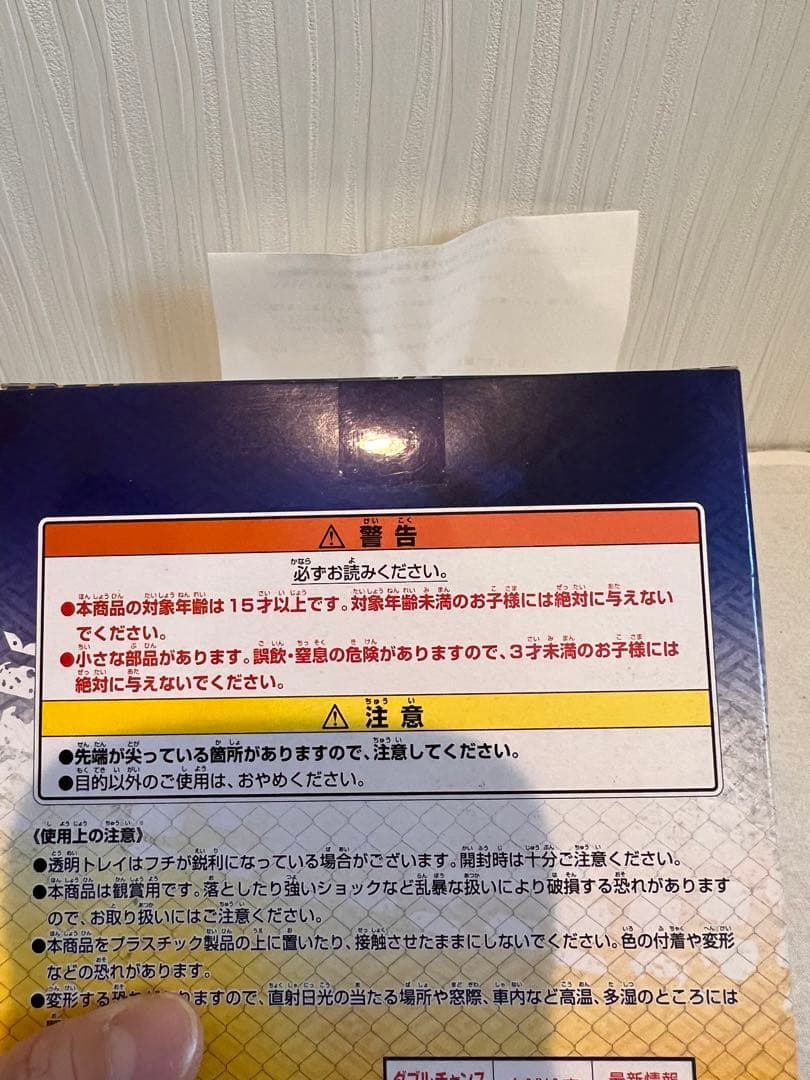 ⚠警告
必ずお読みください。
●本商品の対象年齢は15才以上です。対象年齢未満のお子様には絶対に与えない
でください。
●小さな部品があります。誤飲・窒息の危険がありますので、3才未満のお子様には
絶対に与えないでください。
⚠注意
●先端が尖っている箇所がありますので、注意してください。
●目的以外のご使用は、おやめください。
《使用上の注意》
●透明トレイはフチが鋭利になっている場合がございます。開封時は十分ご注意ください。
●本商品は観賞用です。落としたり強いショックなど乱暴な扱いにより破損する恐れがあります
ので、お取り扱いにはご注意ください。
●本商品をプラスチック製品の上に置いたり、接触させたままにしないでください。色の付着や変形
などの恐れがあります。
●変形する恐れがありますので、直射日光の当たる場所や窓際、車内など高温、多湿のところには
ダブルチャンス
最新情報